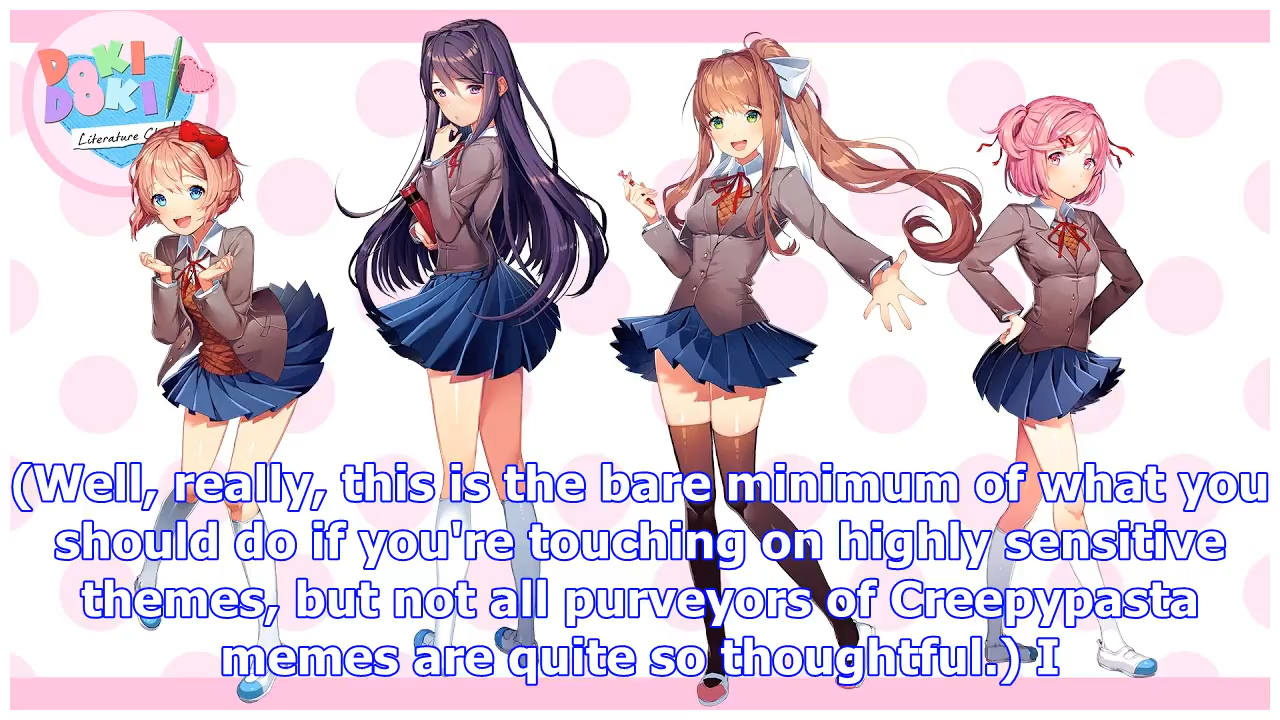 DOKI
DOKI
Literature
(Well, really, this is the bare minimum of what you
should do if you're touching on highly sensitive
themes, but not all purveyors of Creepypasta
memes are quite so thoughtful.) I